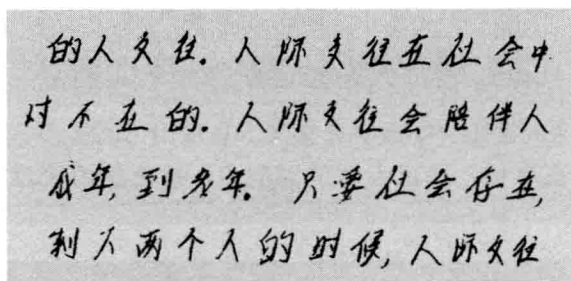 的人交往.人际交往在社会中
时不在的.人际交往会陪伴人
成年,到老年。只要社会存在,
剩下两个人的时候,人际交往